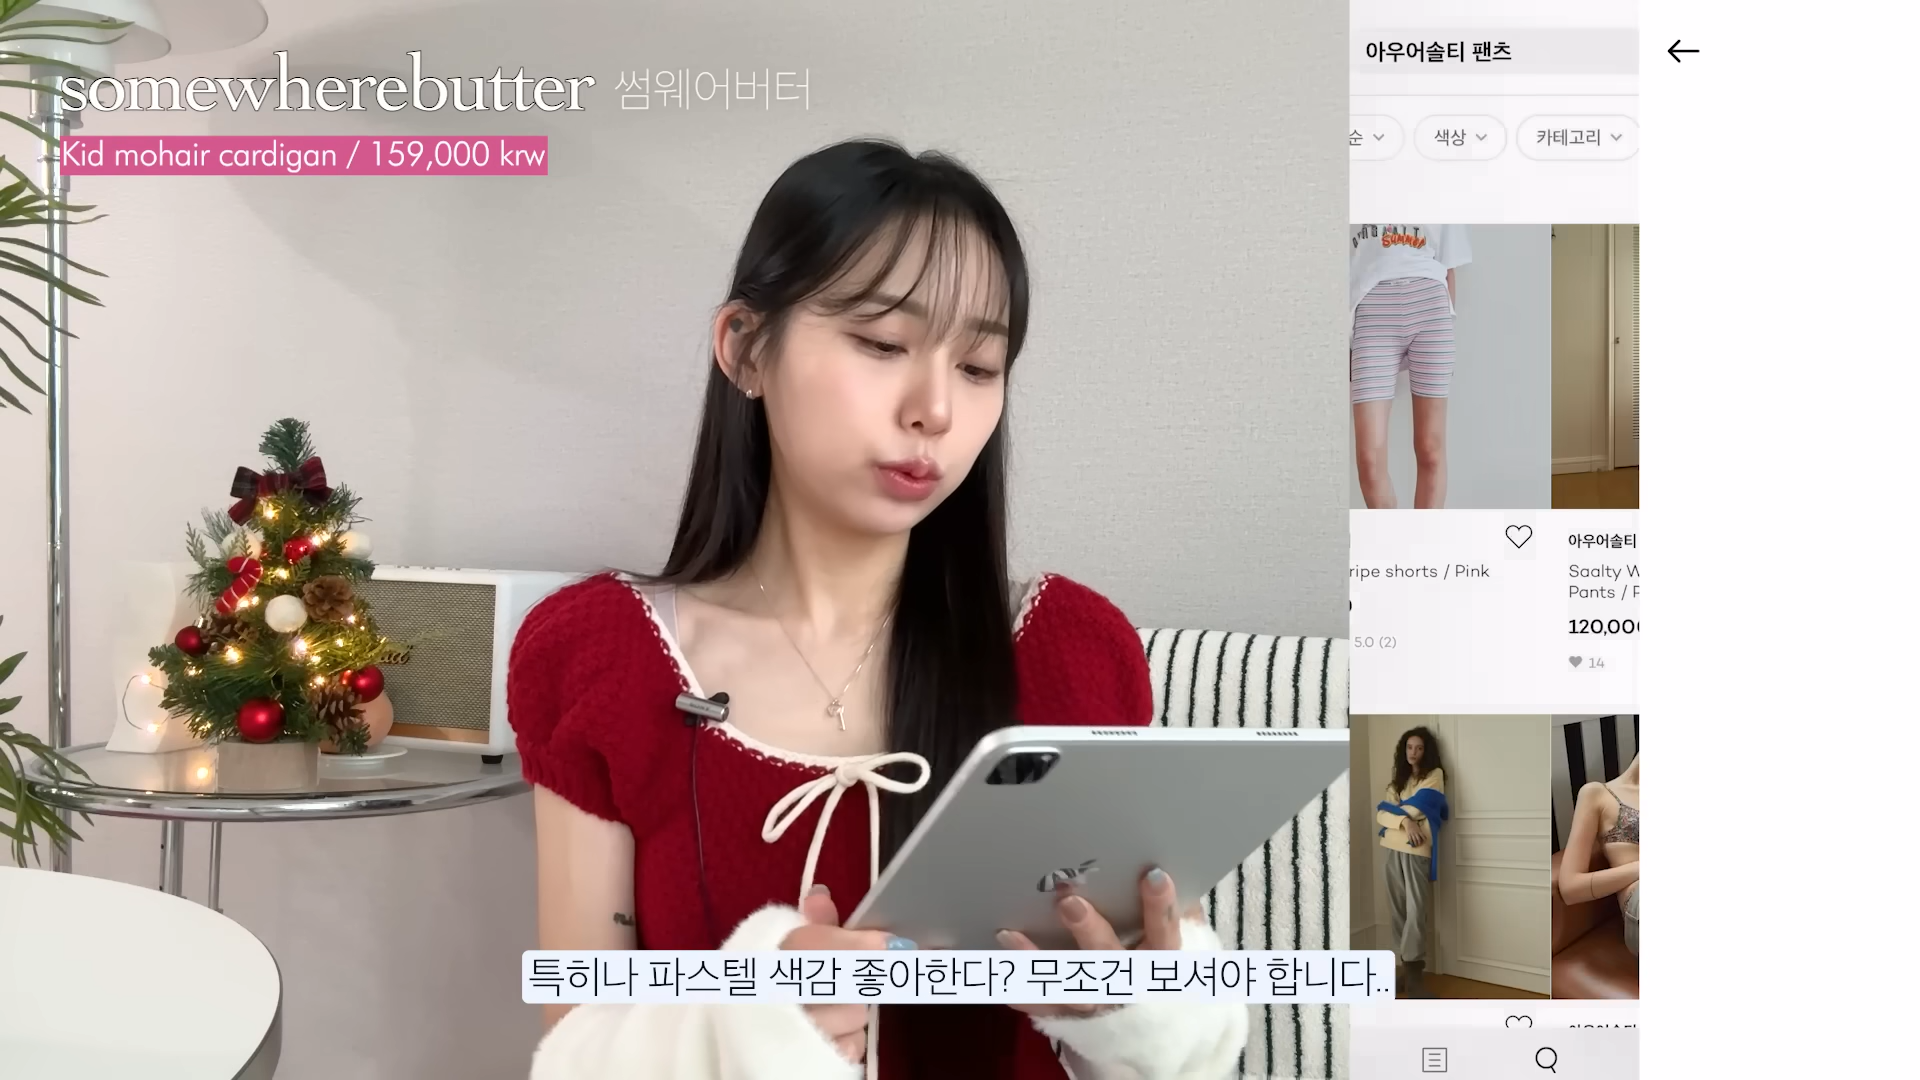 somewherebutter 썸웨어버터
Kid mohair cardigan / 159,000 krw
아우어솔티 팬츠
순
색상
카테고리
SUMMER
아우어솔티
ripe shorts / Pink
Saalty W
Pants / P
120,000
5.0 (2)
14
특히나 파스텔 색감 좋아한다? 무조건 보셔야 합니다..